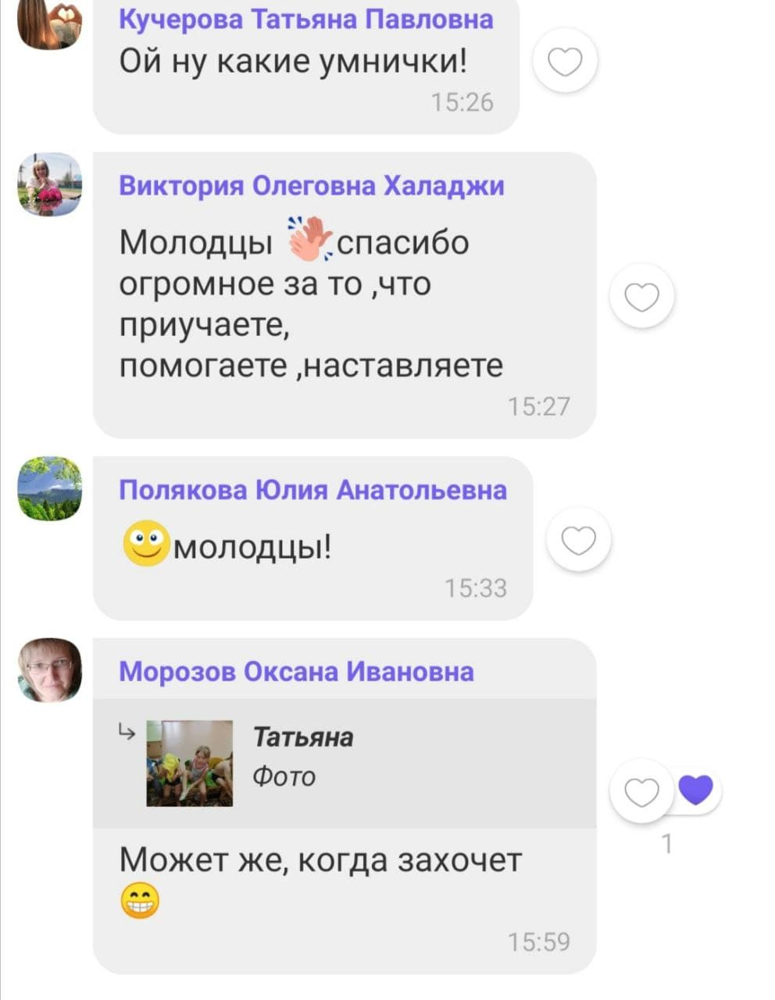 Кучерова Татьяна Павловна
Ой ну какие умнички!
15:26
Виктория Олеговна Халаджи
Молодцы 👏спасибо
огромное за то ,что
приучаете,
помогаете ,наставляете
15:27
Полякова Юлия Анатольевна
🙂молодцы!
15:33
Морозов Оксана Ивановна
Татьяна
Фото
Может же, когда захочет
😁
1
15:59